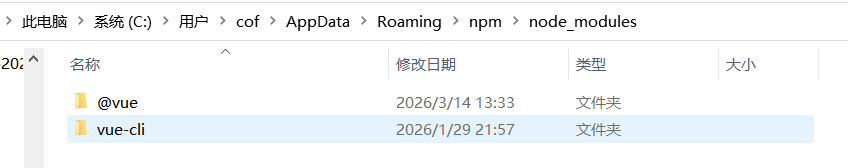 此电脑 > 系统 (C:) > 用户 > cof > AppData > Roaming > npm > node_modules
202
名称 修改日期 类型 大小
@vue 2026/3/14 13:33 文件夹
vue-cli 2026/1/29 21:57 文件夹